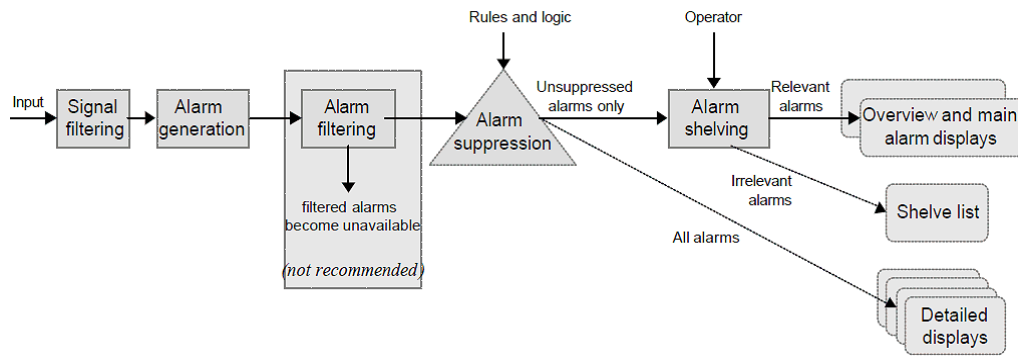 Rules and logic
Operator
Input
Signal
filtering
Alarm
generation
Alarm
filtering
filtered alarms
become unavailable
(not recommended)
Alarm
suppression
Unsuppressed
alarms only
Alarm
shelving
Relevant
alarms
Overview and main
alarm displays
Irrelevant
alarms
Shelve list
All alarms
Detailed
displays